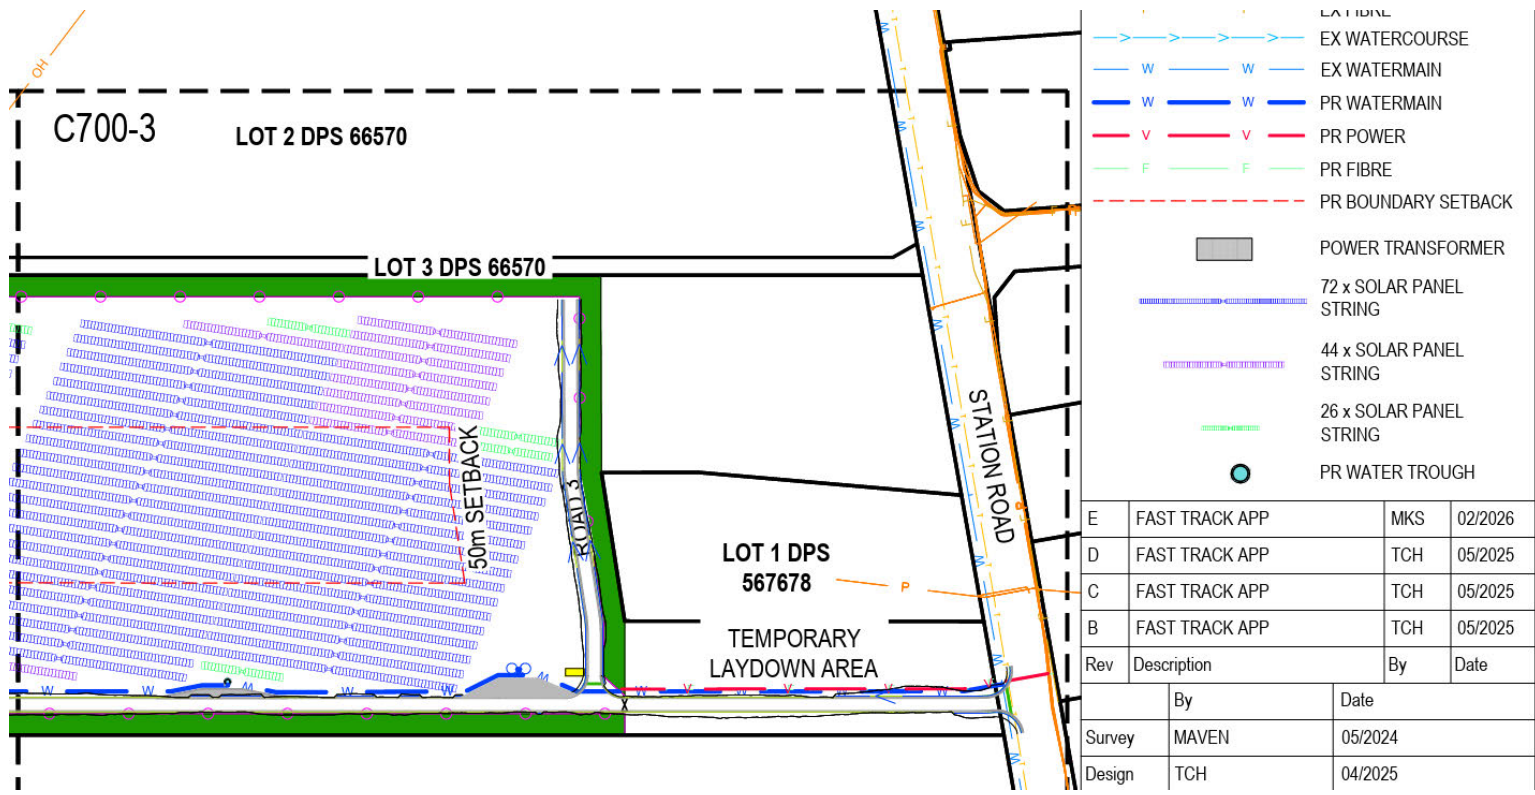 OH
C700-3
LOT 2 DPS 66570
LOT 3 DPS 66570
50m SETBACK
ROAD 3
STATION ROAD
LOT 1 DPS
567678
P
TEMPORARY
LAYDOWN AREA
EX FIBRE
EX WATERCOURSE
W W EX WATERMAIN
W W PR WATERMAIN
V V PR POWER
F F PR FIBRE
PR BOUNDARY SETBACK
POWER TRANSFORMER
72 x SOLAR PANEL
STRING
44 x SOLAR PANEL
STRING
26 x SOLAR PANEL
STRING
PR WATER TROUGH
E FAST TRACK APP MKS 02/2026
D FAST TRACK APP TCH 05/2025
C FAST TRACK APP TCH 05/2025
B FAST TRACK APP TCH 05/2025
Rev Description By Date
By Date
Survey MAVEN 05/2024
Design TCH 04/2025